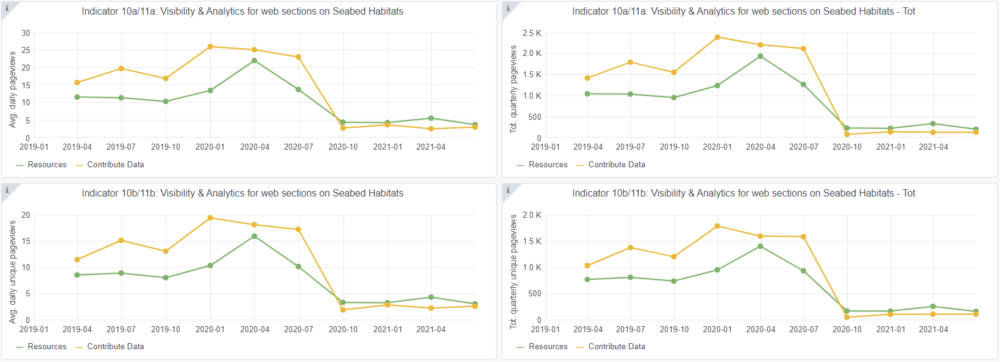 Indicator 10a/11a: Visibility & Analytics for web sections on Seabed Habitats
Avg. daily pageviews
30
25
20
15
10
5
0
2019-01 2019-04 2019-07 2019-10 2020-01 2020-04 2020-07 2020-10 2021-01 2021-04
Resources Contribute Data
Indicator 10a/11a: Visibility & Analytics for web sections on Seabed Habitats - Tot
Tot. quarterly pageviews
2.5 K
2.0 K
1.5 K
1.0 K
500
0
2019-01 2019-04 2019-07 2019-10 2020-01 2020-04 2020-07 2020-10 2021-01 2021-04
Resources Contribute Data
Indicator 10b/11b: Visibility & Analytics for web sections on Seabed Habitats
Avg. daily unique pageviews
20
15
10
5
0
2019-01 2019-04 2019-07 2019-10 2020-01 2020-04 2020-07 2020-10 2021-01 2021-04
Resources Contribute Data
Indicator 10b/11b: Visibility & Analytics for web sections on Seabed Habitats - Tot
Tot. quarterly unique pageviews
2.0 K
1.5 K
1.0 K
500
0
2019-01 2019-04 2019-07 2019-10 2020-01 2020-04 2020-07 2020-10 2021-01 2021-04
Resources Contribute Data